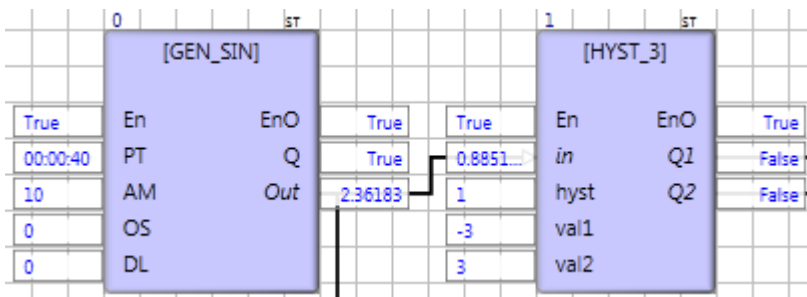 0 ST 1 ST
[GEN_SIN] [HYST_3]
True En EnO True True En EnO True
00:00:40 PT Q True 0.8851... in Q1 False
10 AM Out 2.36183 1 hyst Q2 False
0 OS -3 val1
0 DL 3 val2